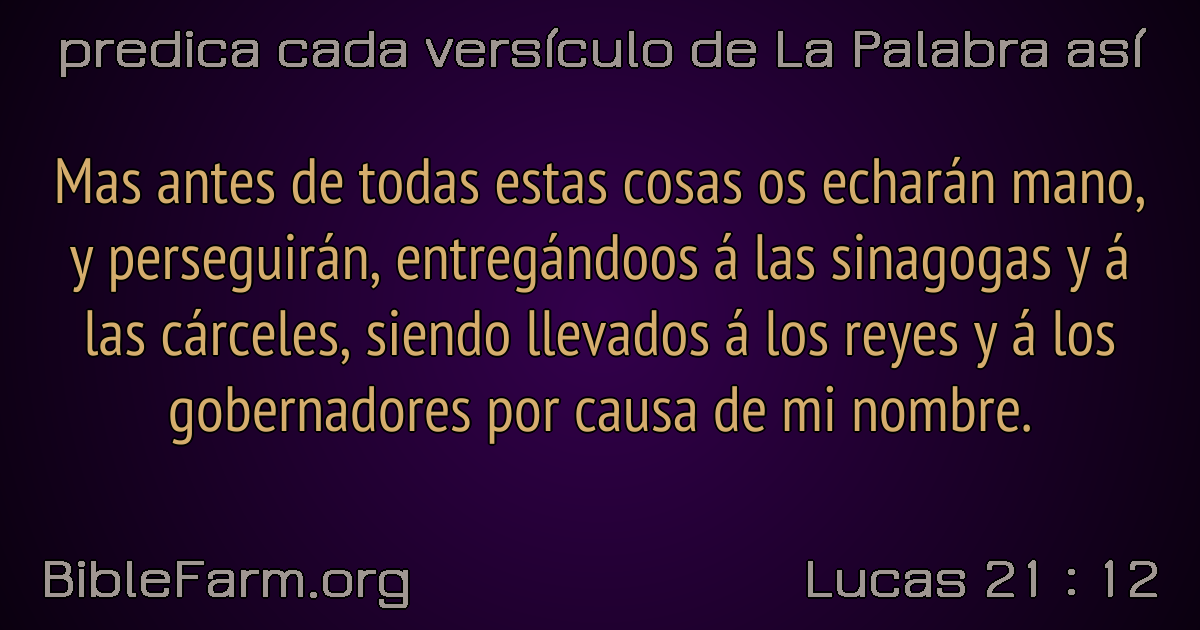 predica cada versículo de La Palabra así
Mas antes de todas estas cosas os echarán mano,
y perseguirán, entregándoos á las sinagogas y á
las cárceles, siendo llevados á los reyes y á los
gobernadores por causa de mi nombre.
BibleFarm.org
Lucas 21 : 12